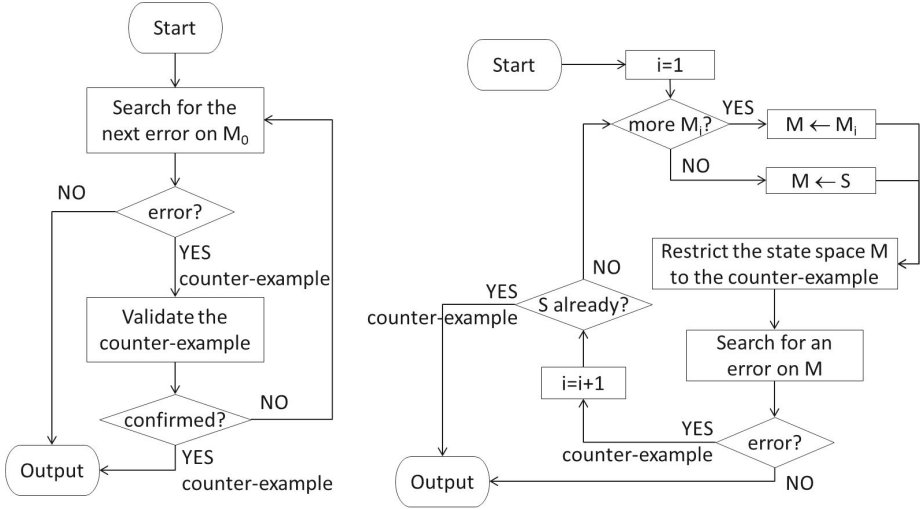 Start
Search for the
next error on M₀
NO
error?
YES
counter-example
Validate the
counter-example
NO
confirmed?
YES
counter-example
Output
Start
i=1
more Mᵢ?
YES
M ← Mᵢ
NO
M ← S
Restrict the state space M
to the counter-example
Search for an
error on M
error?
YES
counter-example
NO
i=i+1
S already?
NO
YES
counter-example
Output